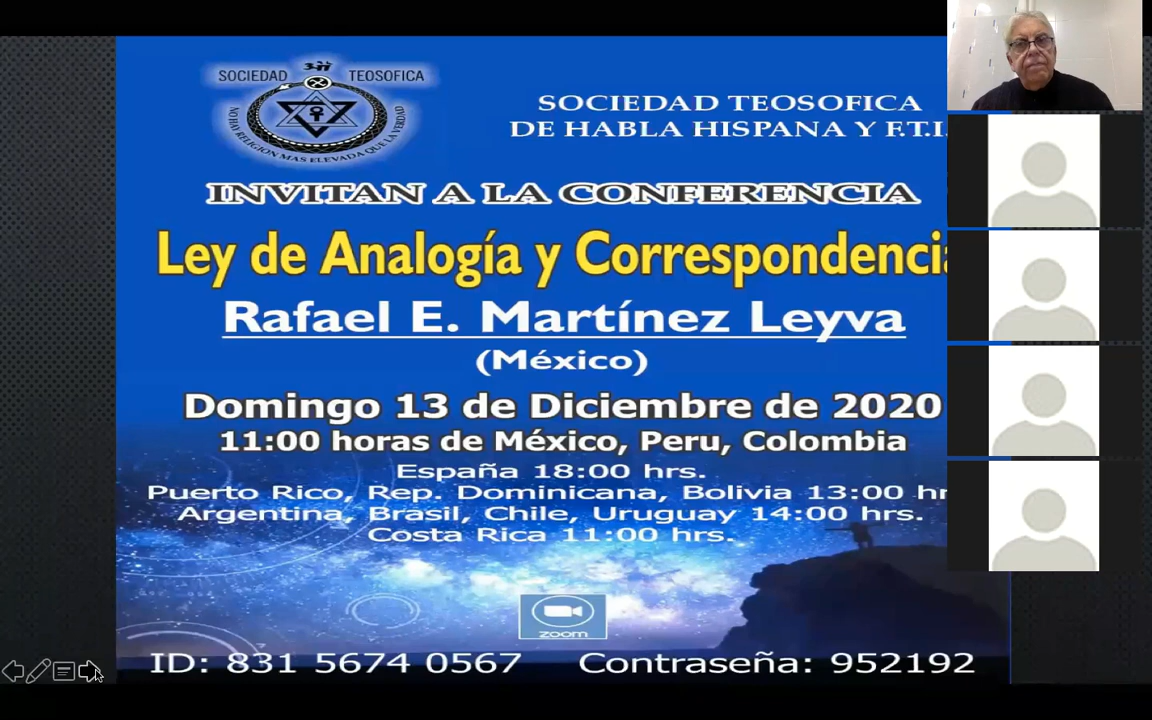 SOCIEDAD TEOSOFICA
NO HAY RELIGION MAS ELEVADA QUE LA VERDAD
SOCIEDAD TEOSOFICA
DE HABLA HISPANA Y F.T.I.
INVITAN A LA CONFERENCIA
Ley de Analogía y Correspondencia
Rafael E. Martínez Leyva
(México)
Domingo 13 de Diciembre de 2020
11:00 horas de México, Peru, Colombia
España 18:00 hrs.
Puerto Rico, Rep. Dominicana, Bolivia 13:00 hr
Argentina, Brasil, Chile, Uruguay 14:00 hrs.
Costa Rica 11:00 hrs.
zoom
ID: 831 5674 0567 Contraseña: 952192